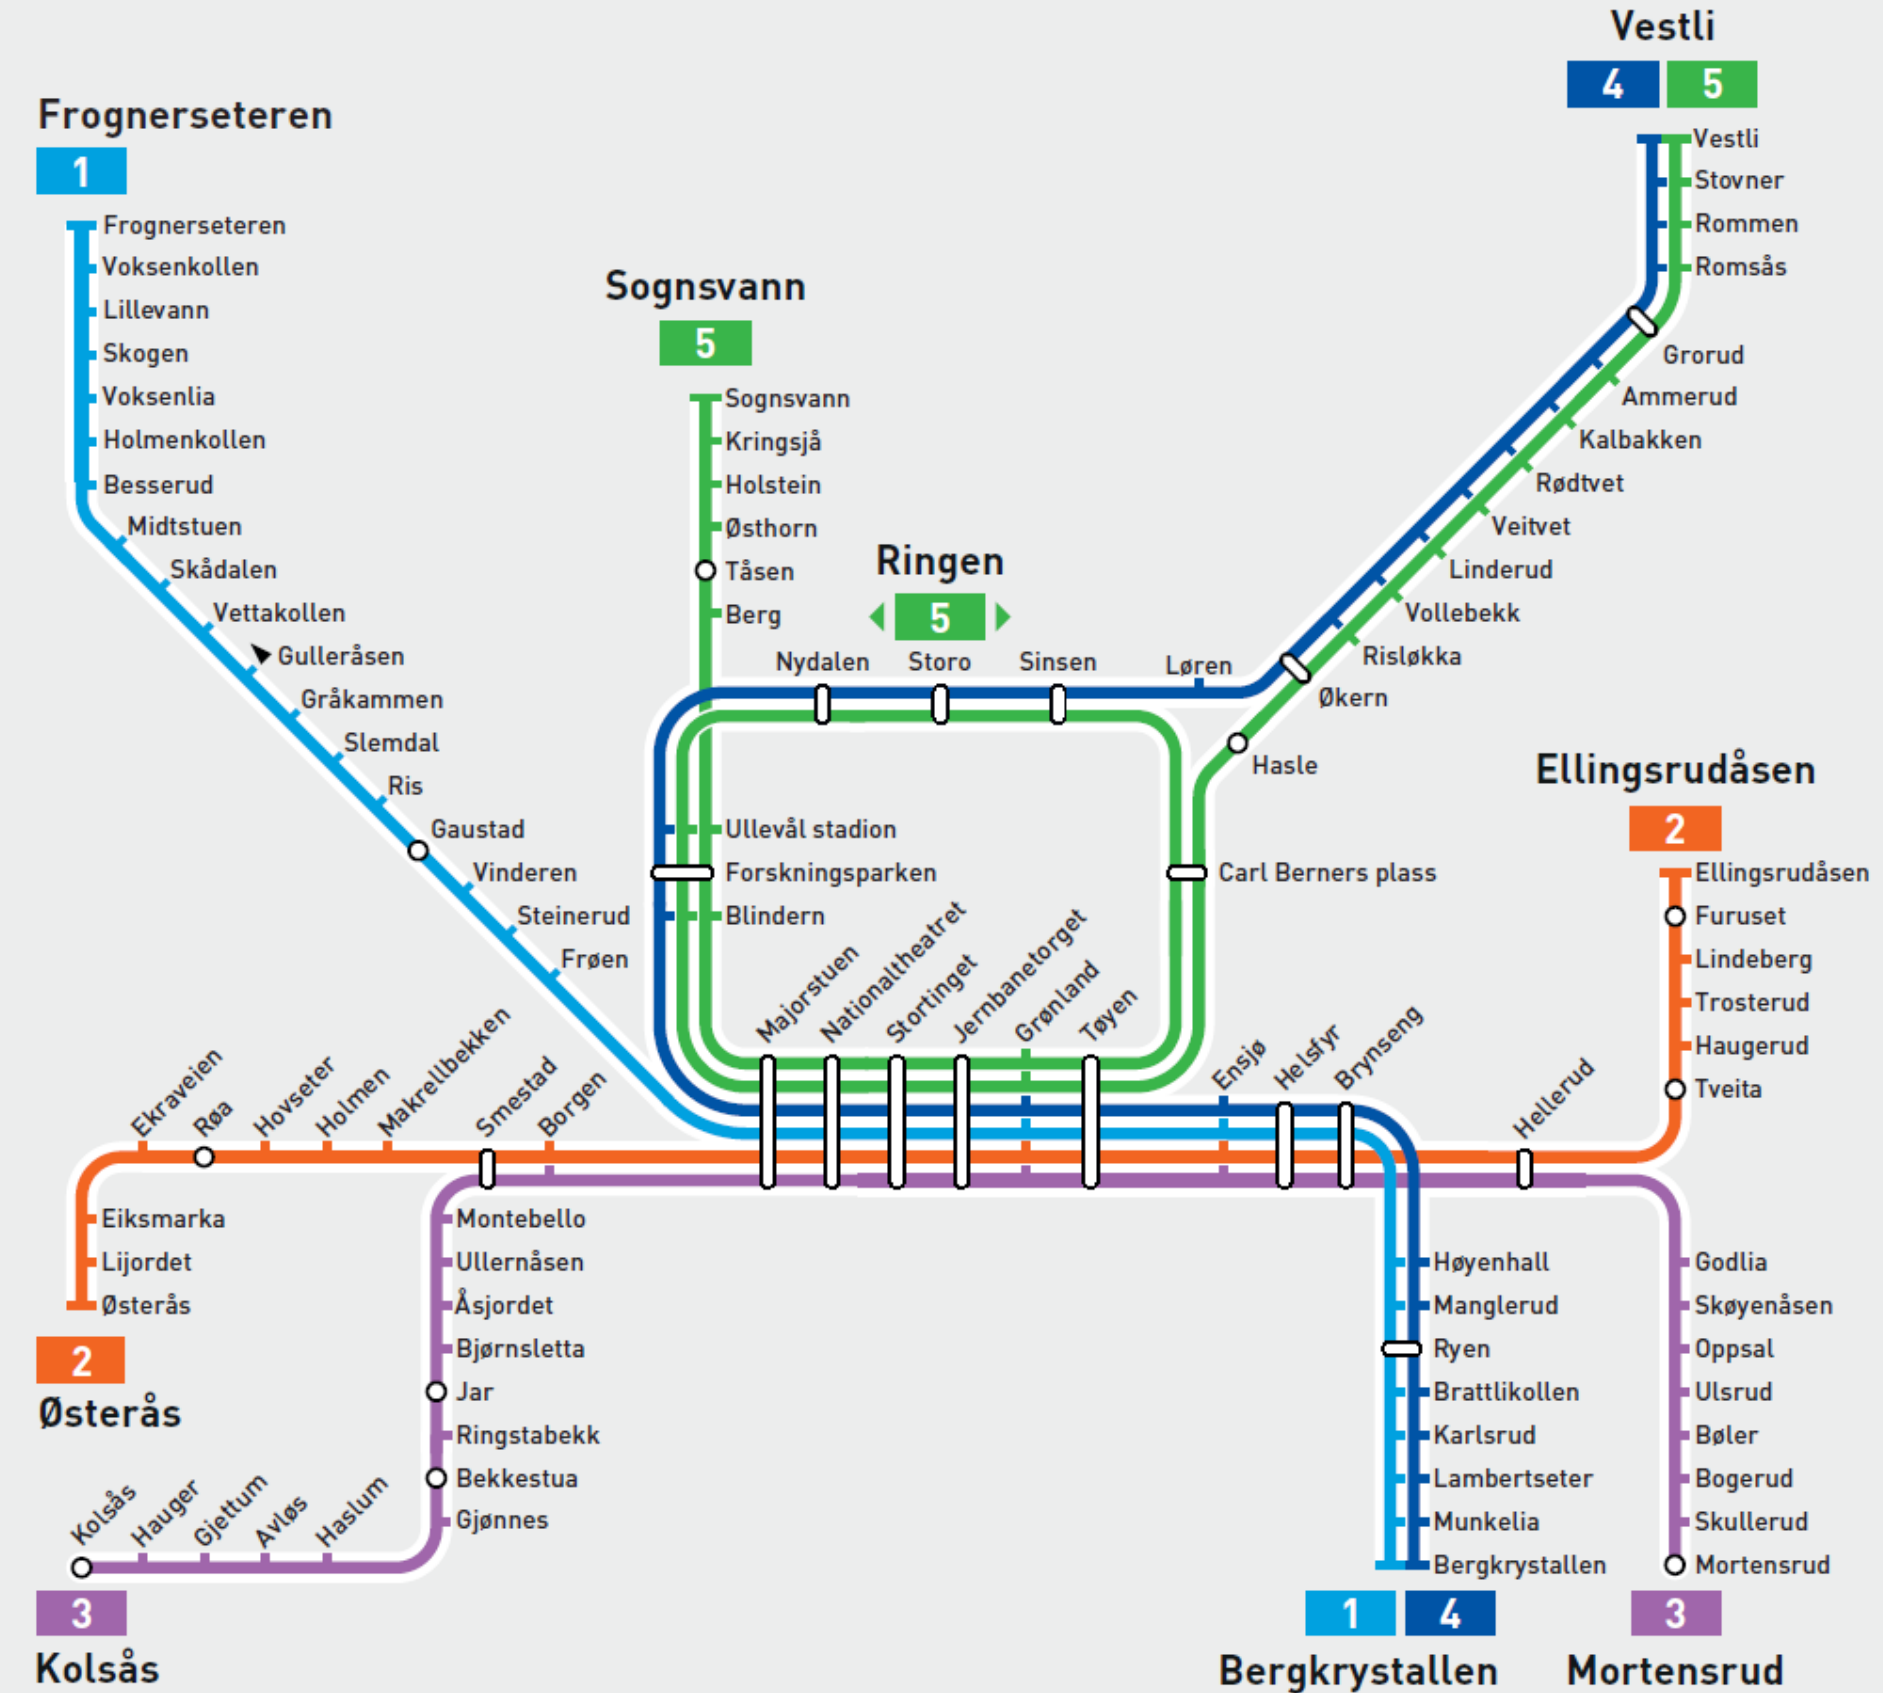 Vestli
4 5
Vestli
Stovner
Rommen
Romsås
Grorud
Ammerud
Kalbakken
Rødtvet
Veitvet
Linderud
Vollebekk
Risløkka
Økern
Hasle
Frognerseteren
1
Frognerseteren
Voksenkollen
Lillevann
Skogen
Voksenlia
Holmenkollen
Besserud
Midtstuen
Skådalen
Vettakollen
Gulleråsen
Gråkammen
Slemdal
Ris
Gaustad
Vinderen
Steinerud
Frøen
Sognsvann
5
Sognsvann
Kringsjå
Holstein
Østhorn
Tåsen
Berg
Ringen
5
Nydalen
Storo
Sinsen
Løren
Ullevål stadion
Forskningsparken
Blindern
Carl Berners plass
Majorstuen
Nationaltheatret
Stortinget
Jernbanetorget
Grønland
Tøyen
Ensjø
Helsfyr
Brynseng
Hellerud
Ellingsrudåsen
2
Ellingsrudåsen
Furuset
Lindeberg
Trosterud
Haugerud
Tveita
Ekraveien
Røa
Hovseter
Holmen
Makrellbekken
Smestad
Borgen
Eiksmarka
Lijordet
Østerås
2
Østerås
Montebello
Ullernåsen
Åsjordet
Bjørnsletta
Jar
Ringstabekk
Bekkestua
Gjønnes
Kolsås
Hauger
Gjettum
Avløs
Haslum
3
Kolsås
Høyenhall
Manglerud
Ryen
Brattlikollen
Karlsrud
Lambertseter
Munkelia
Bergkrystallen
1 4
Bergkrystallen
Godlia
Skøyenåsen
Oppsal
Ulsrud
Bøler
Bogerud
Skullerud
Mortensrud
3
Mortensrud